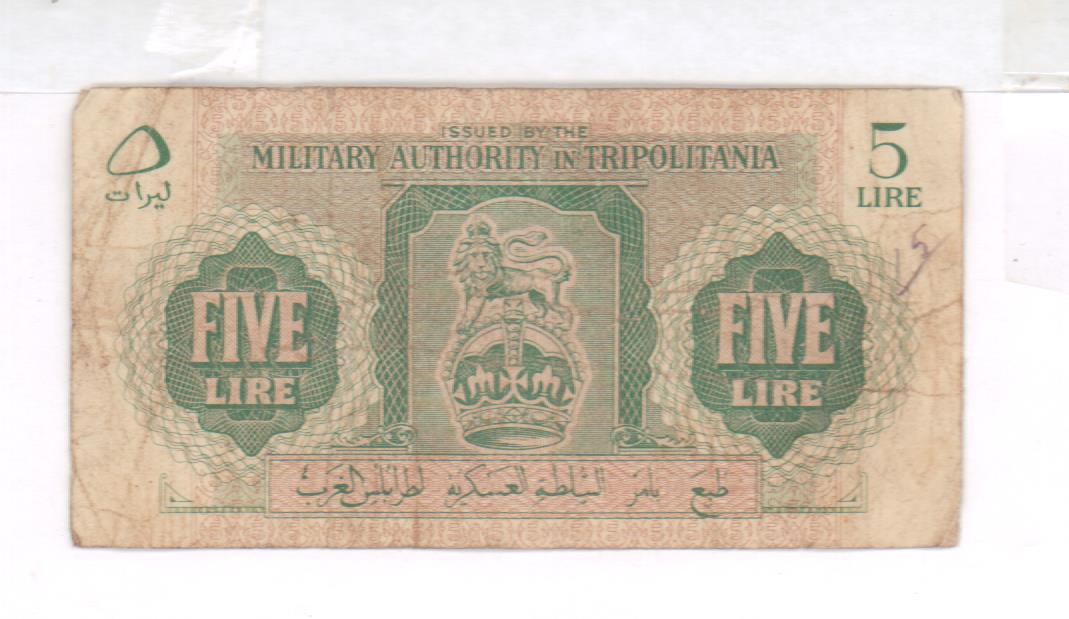 ISSUED BY THE
MILITARY AUTHORITY IN TRIPOLITANIA
٥
ليرات
5
LIRE
15
FIVE
LIRE
FIVE
LIRE
طبع بامر السلطة العسكرية لطرابلس الغرب